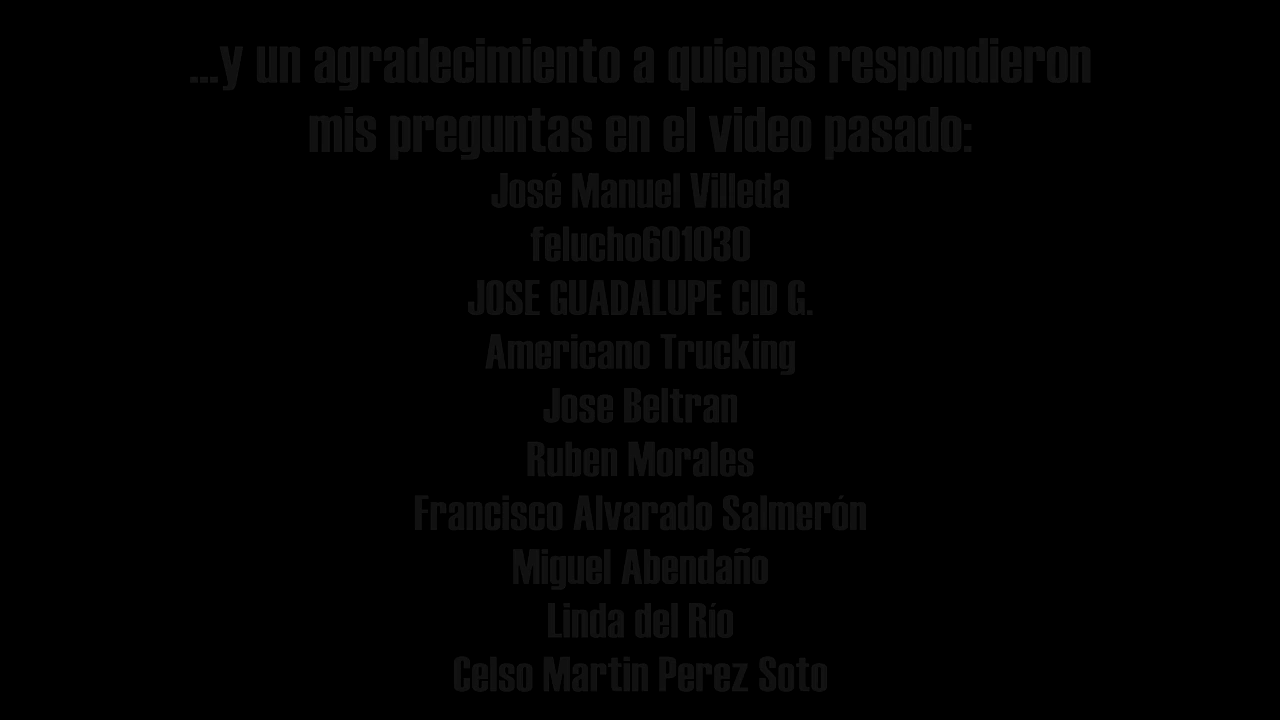 ...y un agradecimiento a quienes respondieron
mis preguntas en el video pasado:
José Manuel Villeda
felucho601030
JOSE GUADALUPE CID G.
Americano Trucking
Jose Beltran
Ruben Morales
Francisco Alvarado Salmerón
Miguel Abendaño
Linda del Río
Celso Martin Perez Soto